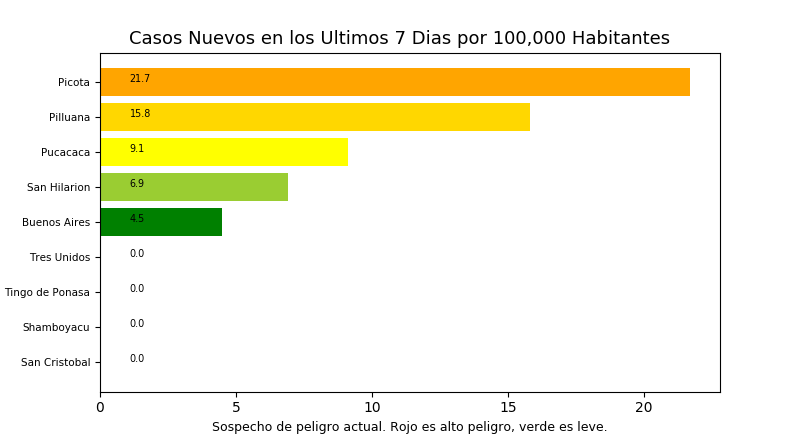 Casos Nuevos en los Ultimos 7 Dias por 100,000 Habitantes
Picota 21.7
Pilluana 15.8
Pucacaca 9.1
San Hilarion 6.9
Buenos Aires 4.5
Tres Unidos 0.0
Tingo de Ponasa 0.0
Shamboyacu 0.0
San Cristobal 0.0
0 5 10 15 20
Sospecho de peligro actual. Rojo es alto peligro, verde es leve.